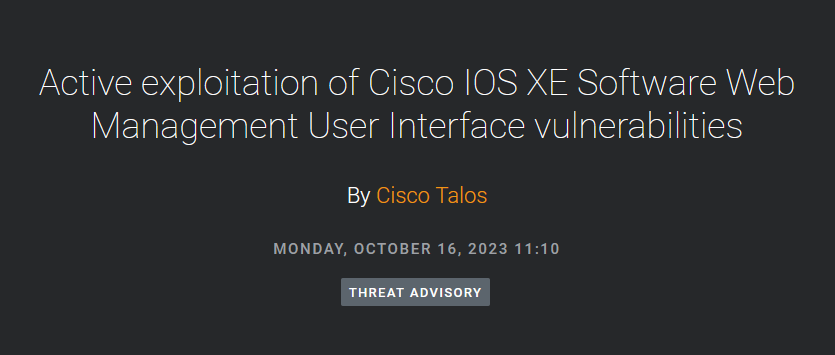 Active exploitation of Cisco IOS XE Software Web
Management User Interface vulnerabilities
By Cisco Talos
MONDAY, OCTOBER 16, 2023 11:10
THREAT ADVISORY